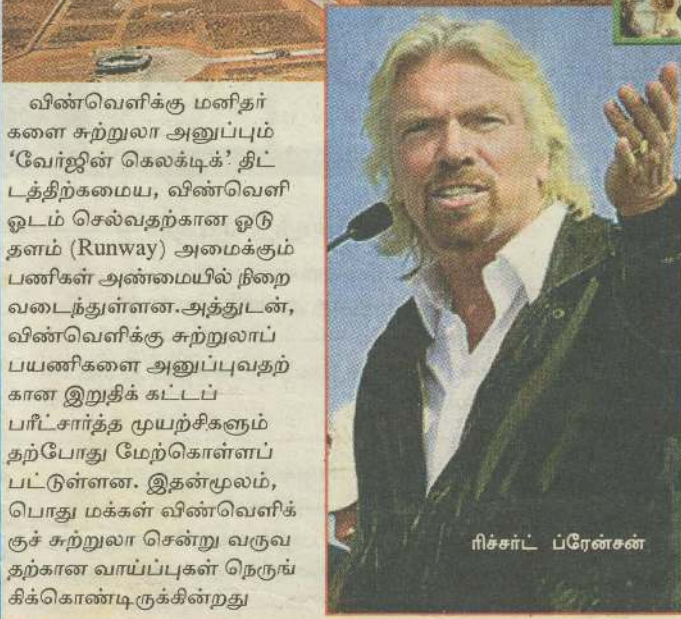 விண்வெளிக்கு மனிதர்
களை சுற்றுலா அனுப்பும்
‘வேர்ஜின் கெலக்டிக்’ திட்
டத்திற்கமைய, விண்வெளி
ஓடம் செல்வதற்கான ஓடு
தளம் (Runway) அமைக்கும்
பணிகள் அண்மையில் நிறை
வடைந்துள்ளன.அத்துடன்,
விண்வெளிக்கு சுற்றுலாப்
பயணிகளை அனுப்புவதற்
கான இறுதிக் கட்டப்
பரீட்சார்த்த முயற்சிகளும்
தற்போது மேற்கொள்ளப்
பட்டுள்ளன. இதன்மூலம்,
பொது மக்கள் விண்வெளிக்
குச் சுற்றுலா சென்று வருவ
தற்கான வாய்ப்புகள் நெருங்
கிக்கொண்டிருக்கின்றது
ரிச்சர்ட் ப்ரேன்சன்